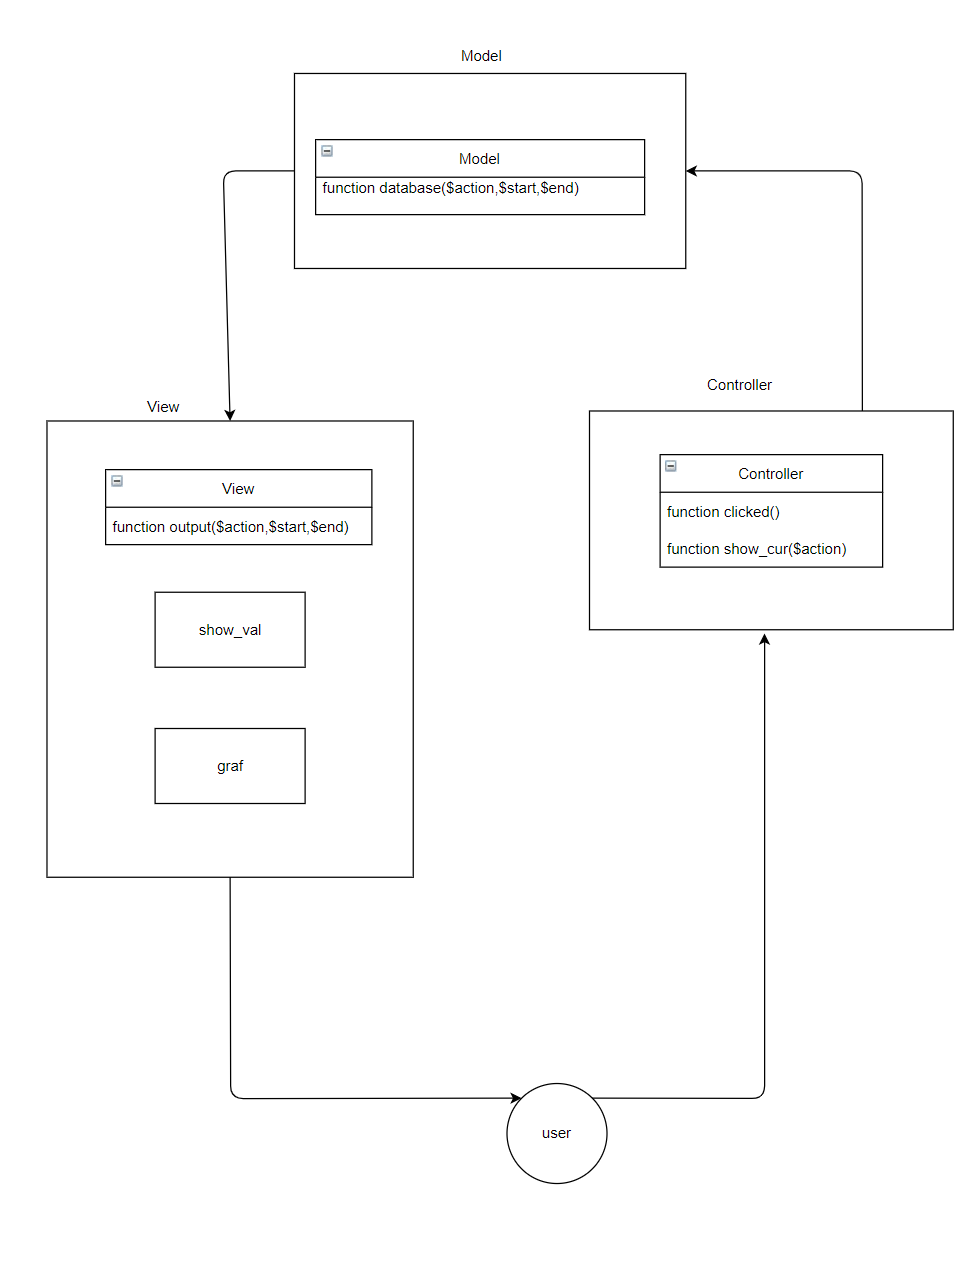 Model
Model
function database($action,$start,$end)
View
View
function output($action,$start,$end)
show_val
graf
Controller
Controller
function clicked()
function show_cur($action)
user